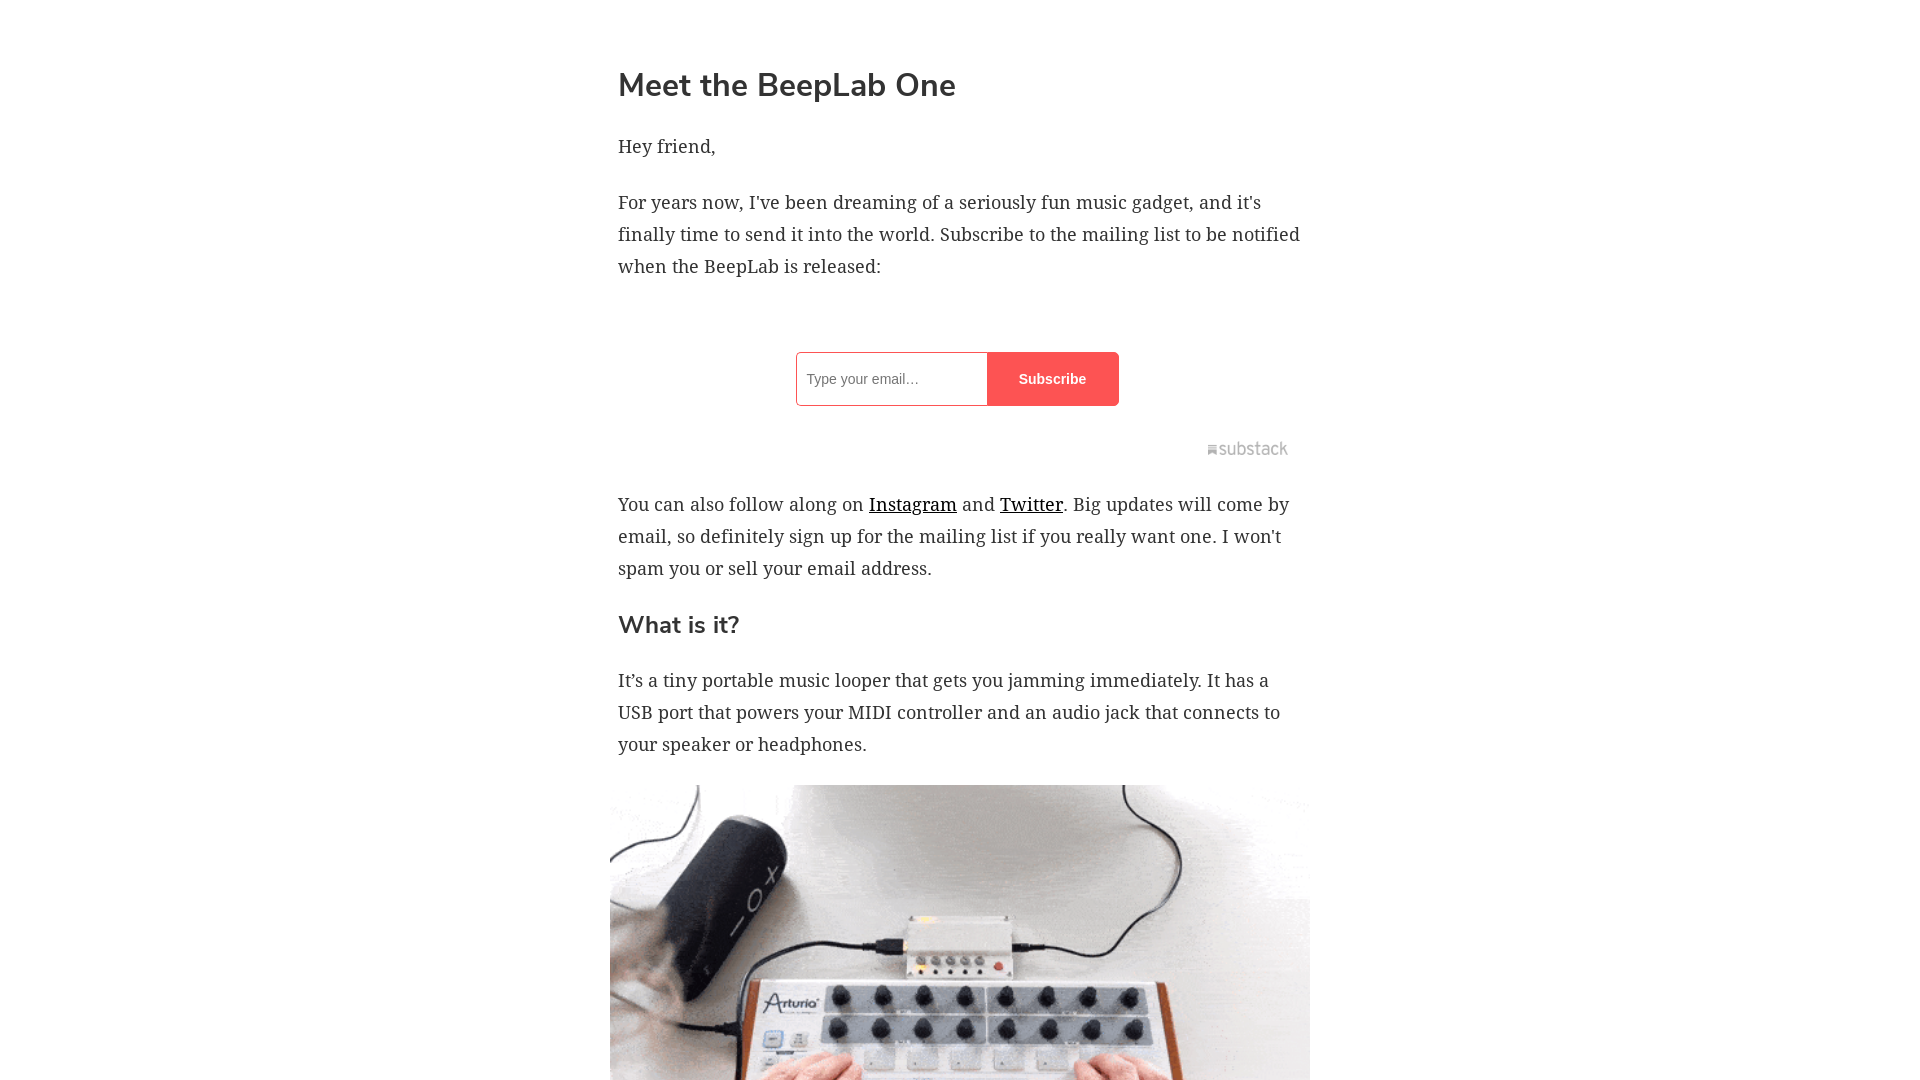 Meet the BeepLab One
Hey friend,
For years now, I've been dreaming of a seriously fun music gadget, and it's
finally time to send it into the world. Subscribe to the mailing list to be notified
when the BeepLab is released:
Type your email…
Subscribe
substack
You can also follow along on Instagram and Twitter. Big updates will come by
email, so definitely sign up for the mailing list if you really want one. I won't
spam you or sell your email address.
What is it?
It’s a tiny portable music looper that gets you jamming immediately. It has a
USB port that powers your MIDI controller and an audio jack that connects to
your speaker or headphones.
Arturia